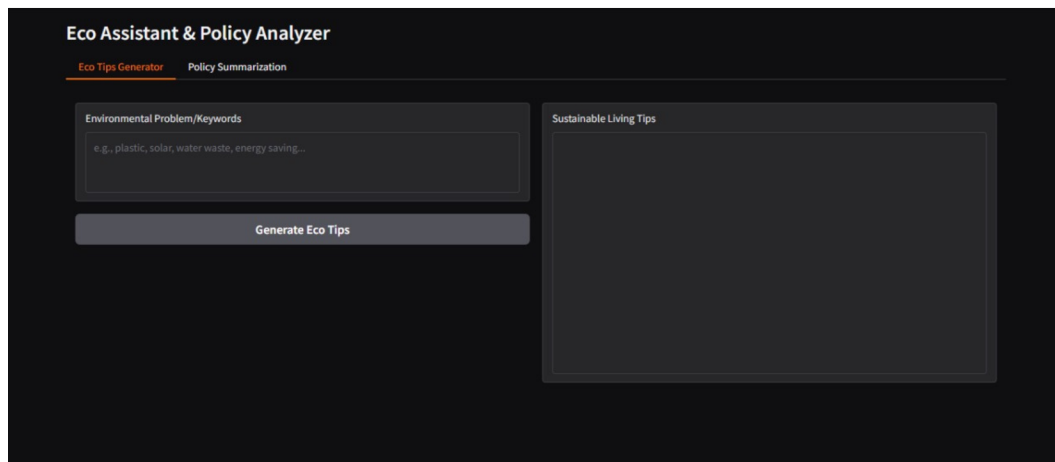 Eco Assistant & Policy Analyzer
Eco Tips Generator
Policy Summarization
Environmental Problem/Keywords
e.g., plastic, solar, water waste, energy saving...
Generate Eco Tips
Sustainable Living Tips